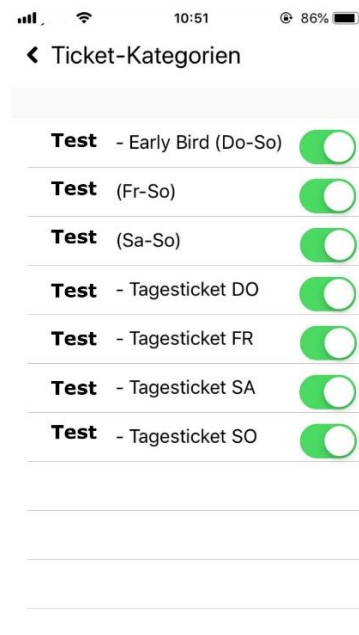 10:51 86%
Ticket-Kategorien
Test - Early Bird (Do-So)
Test (Fr-So)
Test (Sa-So)
Test - Tagesticket DO
Test - Tagesticket FR
Test - Tagesticket SA
Test - Tagesticket SO